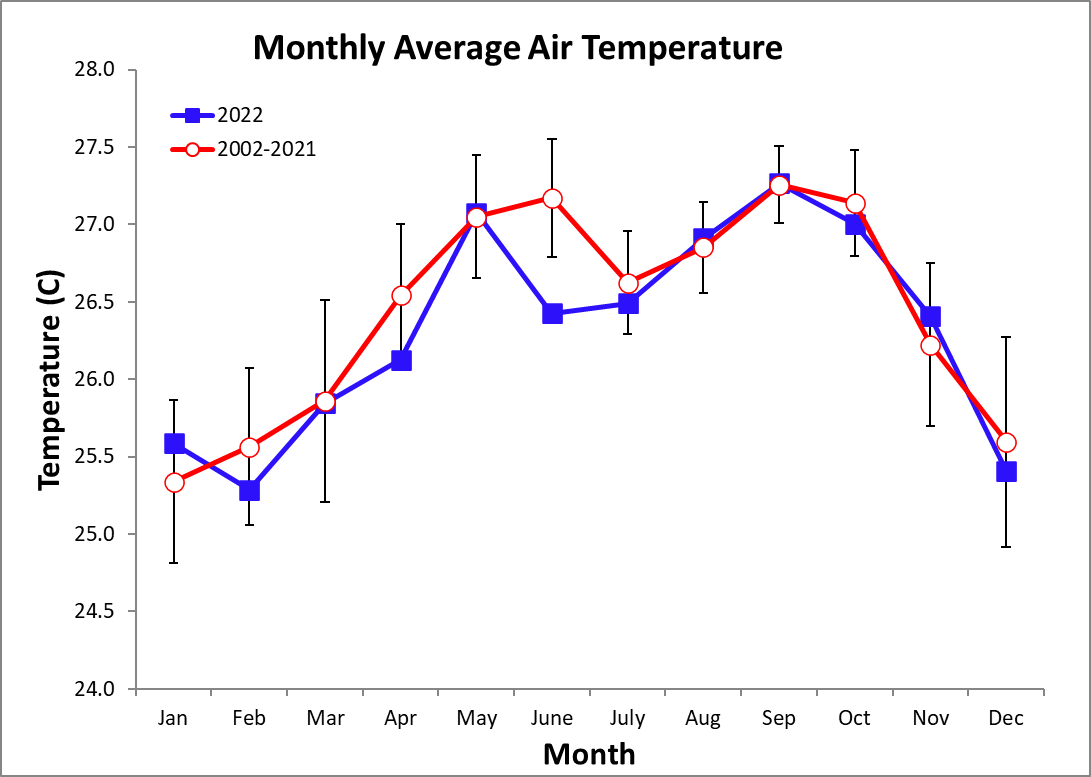 Monthly Average Air Temperature
2022
2002-2021
28.0
27.5
27.0
26.5
26.0
25.5
25.0
24.5
24.0
Temperature (C)
Jan Feb Mar Apr May June July Aug Sep Oct Nov Dec
Month